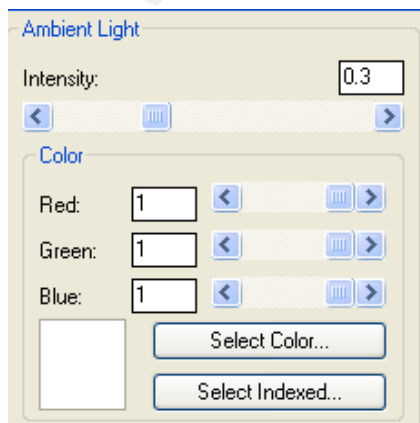 Ambient Light
Intensity: 0.3
Color
Red: 1
Green: 1
Blue: 1
Select Color...
Select Indexed...